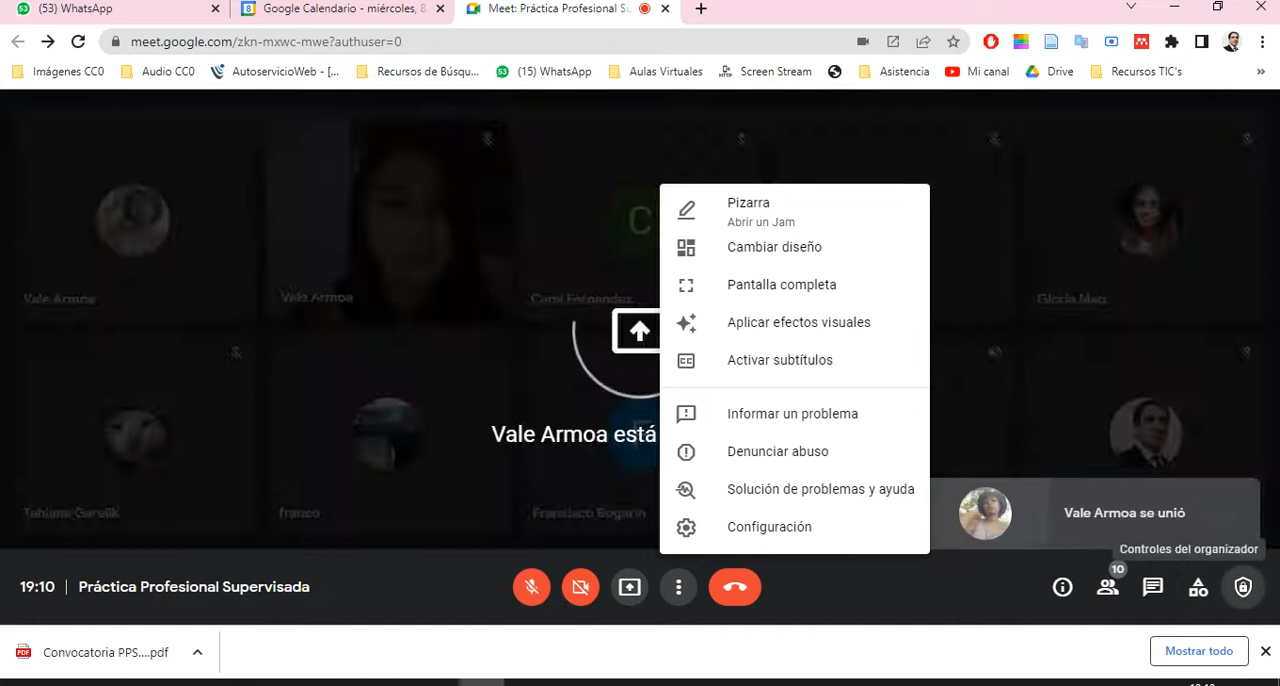 (53) WhatsApp
Google Calendario - miércoles, 8
Meet: Práctica Profesional Su
meet.google.com/zkn-mxwc-mwe?authuser=0
Imágenes CC0
Audio CC0
AutoservicioWeb - [...
Recursos de Búsqu...
(15) WhatsApp
Aulas Virtuales
Screen Stream
Asistencia
Mi canal
Drive
Recursos TIC's
»
Vale Armoa
Vale Armoa
C
Cami Fernandez
Pizarra
Abrir un Jam
Cambiar diseño
Pantalla completa
Aplicar efectos visuales
Activar subtítulos
Informar un problema
Denunciar abuso
Solución de problemas y ayuda
Configuración
Vale Armoa está
franco
Francisco Bogarin
Vale Armoa se unió
Controles del organizador
10
19:10 | Práctica Profesional Supervisada
Convocatoria PPS....pdf
Mostrar todo